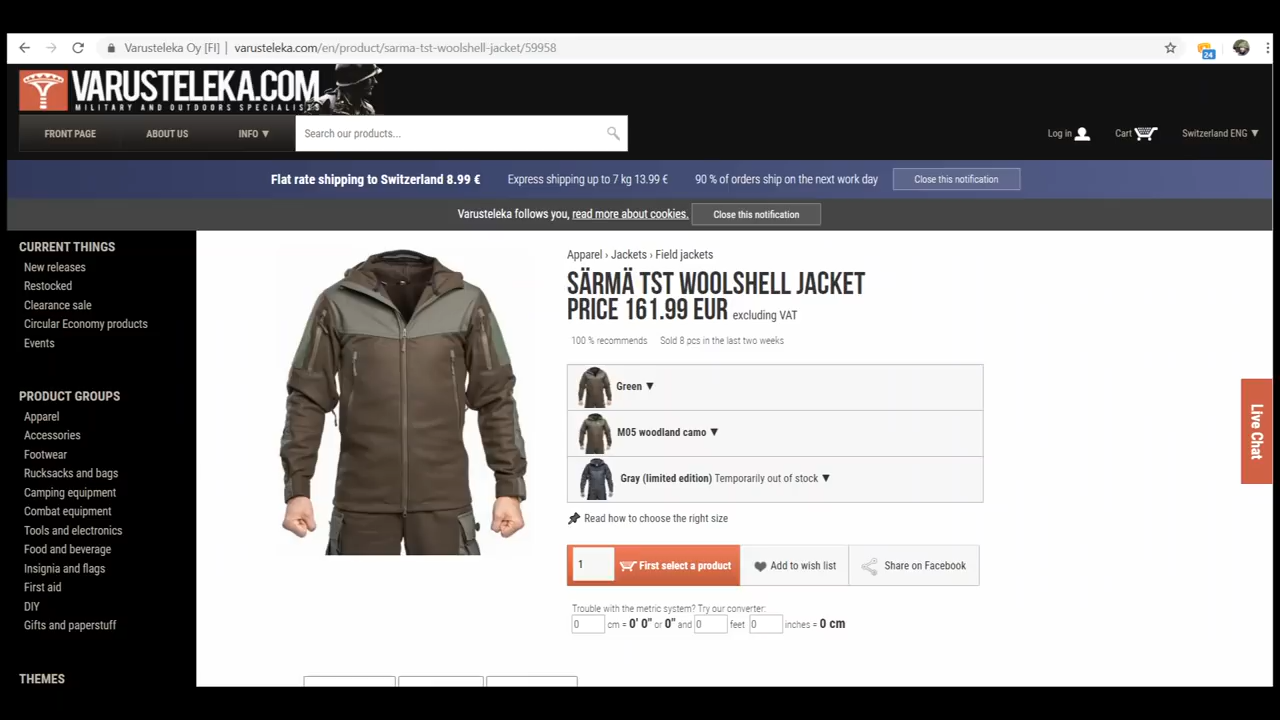 Varusteleka Oy [FI] varusteleka.com/en/product/sarma-tst-woolshell-jacket/59958
24
VARUSTELEKA.COM
MILITARY AND OUTDOORS SPECIALISTS
FRONT PAGE ABOUT US INFO ▼ Search our products... Log in Cart Switzerland ENG ▼
Flat rate shipping to Switzerland 8.99 € Express shipping up to 7 kg 13.99 € 90 % of orders ship on the next work day Close this notification
Varusteleka follows you, read more about cookies. Close this notification
CURRENT THINGS
New releases
Restocked
Clearance sale
Circular Economy products
Events
PRODUCT GROUPS
Apparel
Accessories
Footwear
Rucksacks and bags
Camping equipment
Combat equipment
Tools and electronics
Food and beverage
Insignia and flags
First aid
DIY
Gifts and paperstuff
THEMES
Apparel › Jackets › Field jackets
SÄRMÄ TST WOOLSHELL JACKET
PRICE 161.99 EUR excluding VAT
100 % recommends Sold 8 pcs in the last two weeks
Green ▼
M05 woodland camo ▼
Gray (limited edition) Temporarily out of stock ▼
Read how to choose the right size
1 First select a product Add to wish list Share on Facebook
Trouble with the metric system? Try our converter:
0 cm = 0' 0" or 0" and 0 feet 0 inches = 0 cm
Live Chat